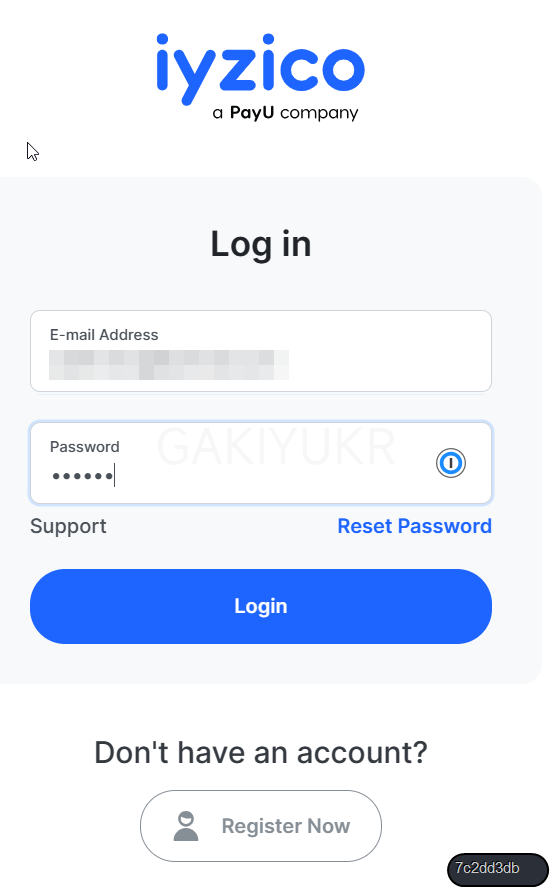 iyzico
a PayU company
Log in
E-mail Address
Password
GAKIYUKR
••••••
Support
Reset Password
Login
Don't have an account?
Register Now
7c2dd3db